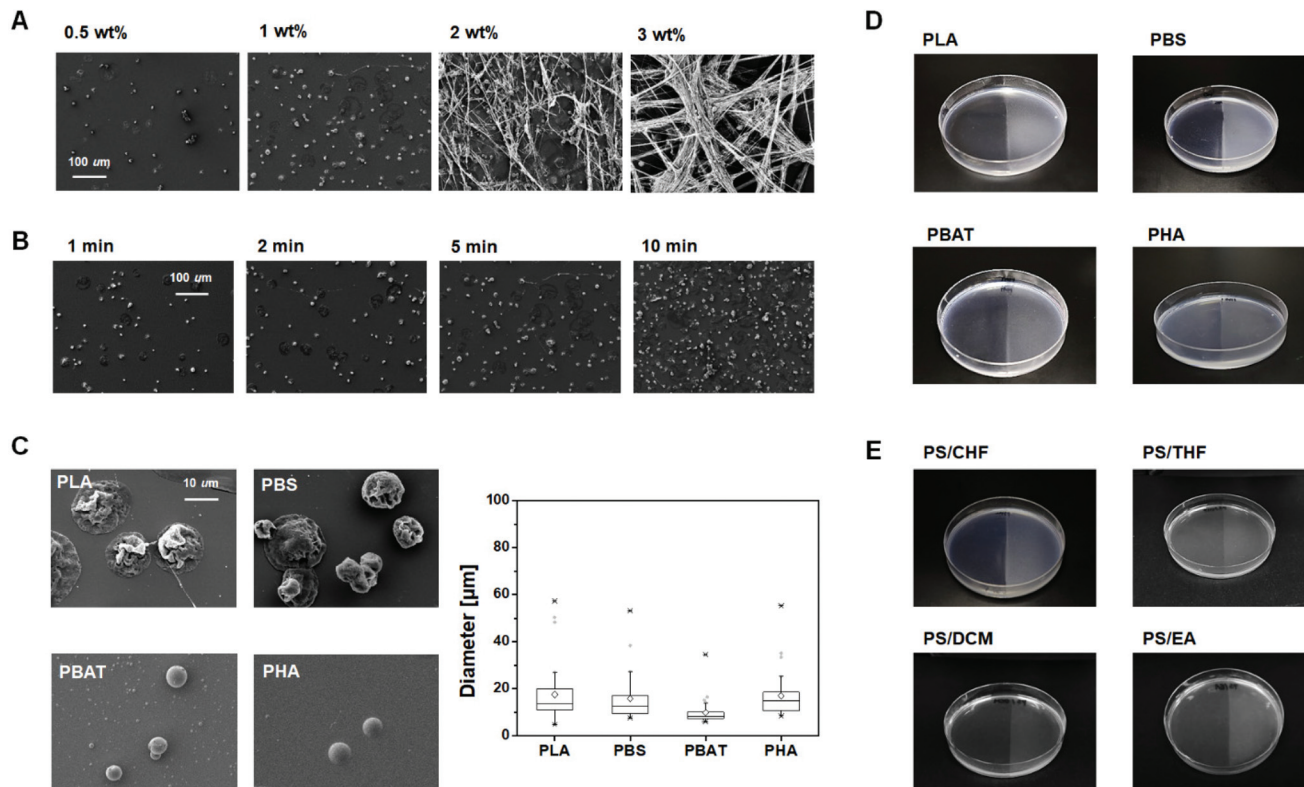 A
0.5 wt%
1 wt%
2 wt%
3 wt%
100 um
B
1 min
2 min
5 min
10 min
100 um
C
PLA
10 um
PBS
PBAT
PHA
100
80
60
40
20
0
Diameter [µm]
PLA
PBS
PBAT
PHA
D
PLA
PBS
PBAT
PHA
E
PS/CHF
PS/THF
PS/DCM
PS/EA